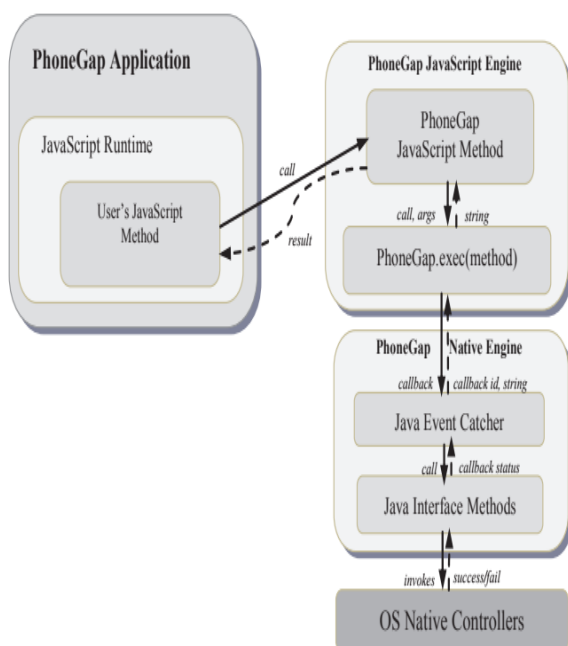 PhoneGap Application
JavaScript Runtime
User's JavaScript
Method
call
result
PhoneGap JavaScript Engine
PhoneGap
JavaScript Method
call, args
string
PhoneGap.exec(method)
PhoneGap Native Engine
callback
callback id, string
Java Event Catcher
call
callback status
Java Interface Methods
invokes
success/fail
OS Native Controllers